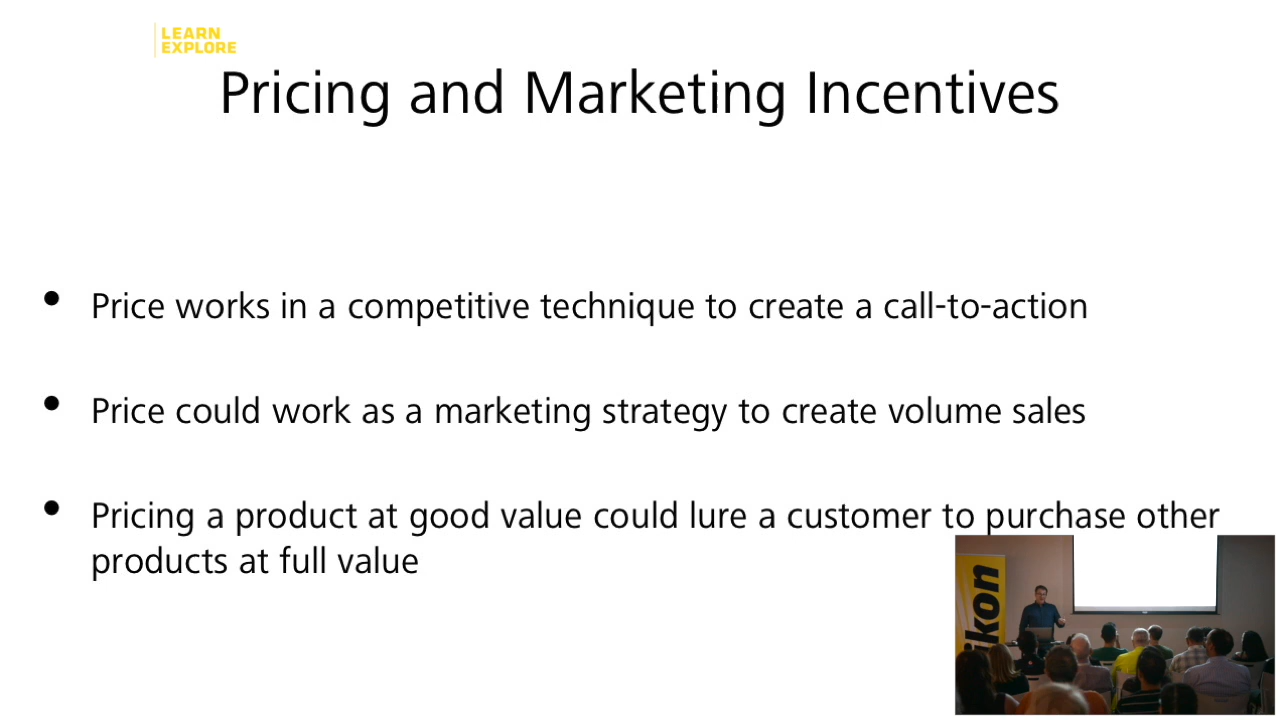 LEARN
EXPLORE
Pricing and Marketing Incentives
• Price works in a competitive technique to create a call-to-action
• Price could work as a marketing strategy to create volume sales
• Pricing a product at good value could lure a customer to purchase other
products at full value
ikon